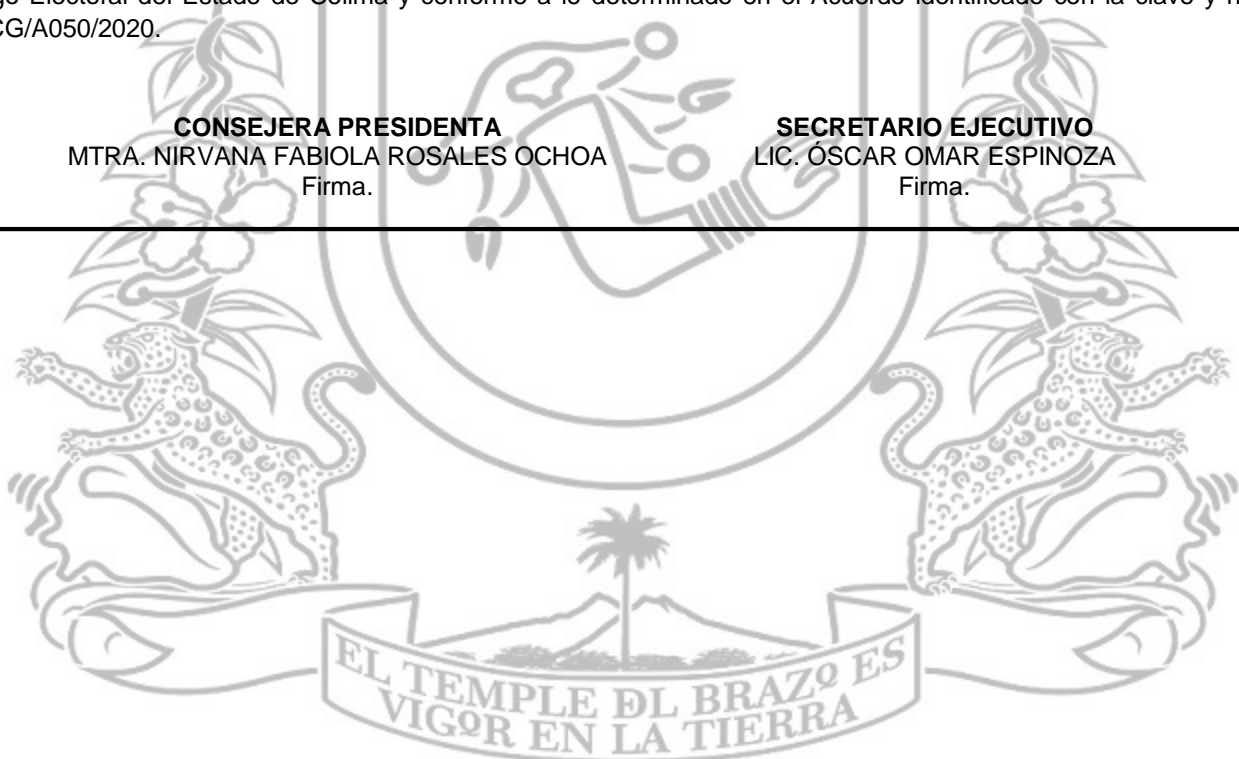 Electoral del Estado de Colima y conforme a lo determinado en el Acuerdo identificado con la clave y
CG/A050/2020.
CONSEJERA PRESIDENTA
MTRA. NIRVANA FABIOLA ROSALES OCHOA
Firma.
SECRETARIO EJECUTIVO
LIC. ÓSCAR OMAR ESPINOZA
Firma.
EL TEMPLE DL BRAZO ES
VIGOR EN LA TIERRA